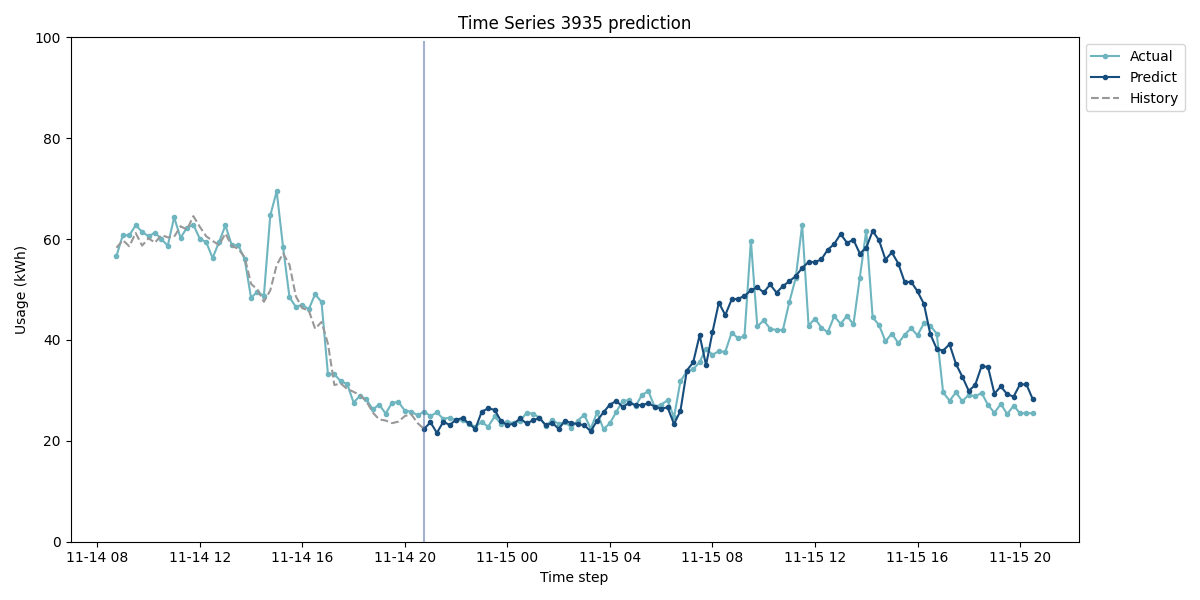 Time Series 3935 prediction
Usage (kWh)
100
80
60
40
20
0
11-14 08
11-14 12
11-14 16
11-14 20
11-15 00
11-15 04
11-15 08
11-15 12
11-15 16
11-15 20
Time step
Actual
Predict
History